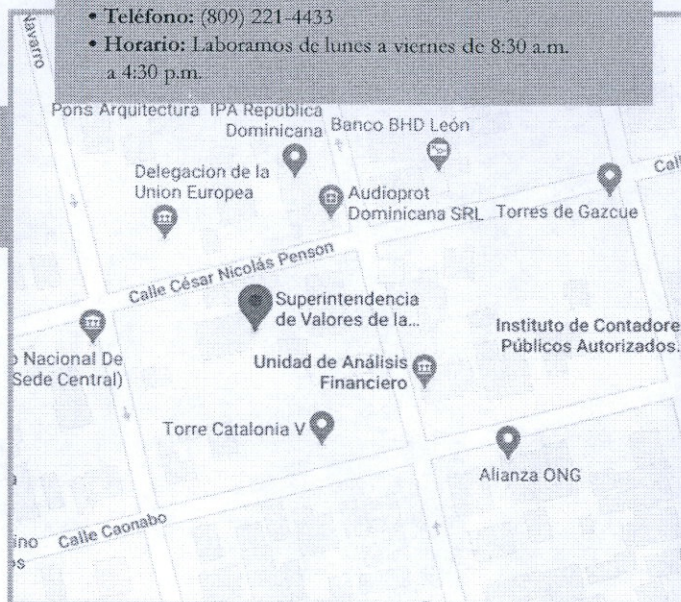 • Teléfono: (809) 221-4433
• Horario: Laboramos de lunes a viernes de 8:30 a.m.
a 4:30 p.m.
Navarro
Pons Arquitectura
IPA República
Dominicana
Banco BHD León
Delegacion de la
Union Europea
Audioprot
Dominicana SRL
Torres de Gazcue
Call
Calle César Nicolás Penson
Superintendencia
de Valores de la...
Instituto de Contadore
Públicos Autorizados.
o Nacional De
Sede Central)
Unidad de Análisis
Financiero
Torre Catalonia V
Alianza ONG
Calle Caonabo
ino
os